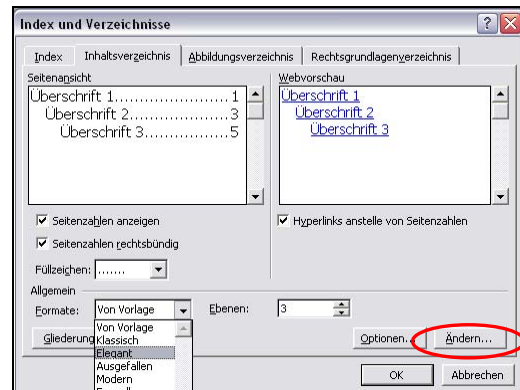 Index und Verzeichnisse
Index Inhaltsverzeichnis Abbildungsverzeichnis Rechtsgrundlagenverzeichnis
Seitenansicht
Überschrift 1......................1
Überschrift 2..................3
Überschrift 3...............5
Webvorschau
Überschrift 1
Überschrift 2
Überschrift 3
Seitenzahlen anzeigen
Seitenzahlen rechtsbündig
Hyperlinks anstelle von Seitenzahlen
Füllzeichen: .......
Allgemein
Formate: Von Vorlage
Ebenen: 3
Von Vorlage
Klassisch
Elegant
Ausgefallen
Modern
Optionen... Ändern...
OK Abbrechen